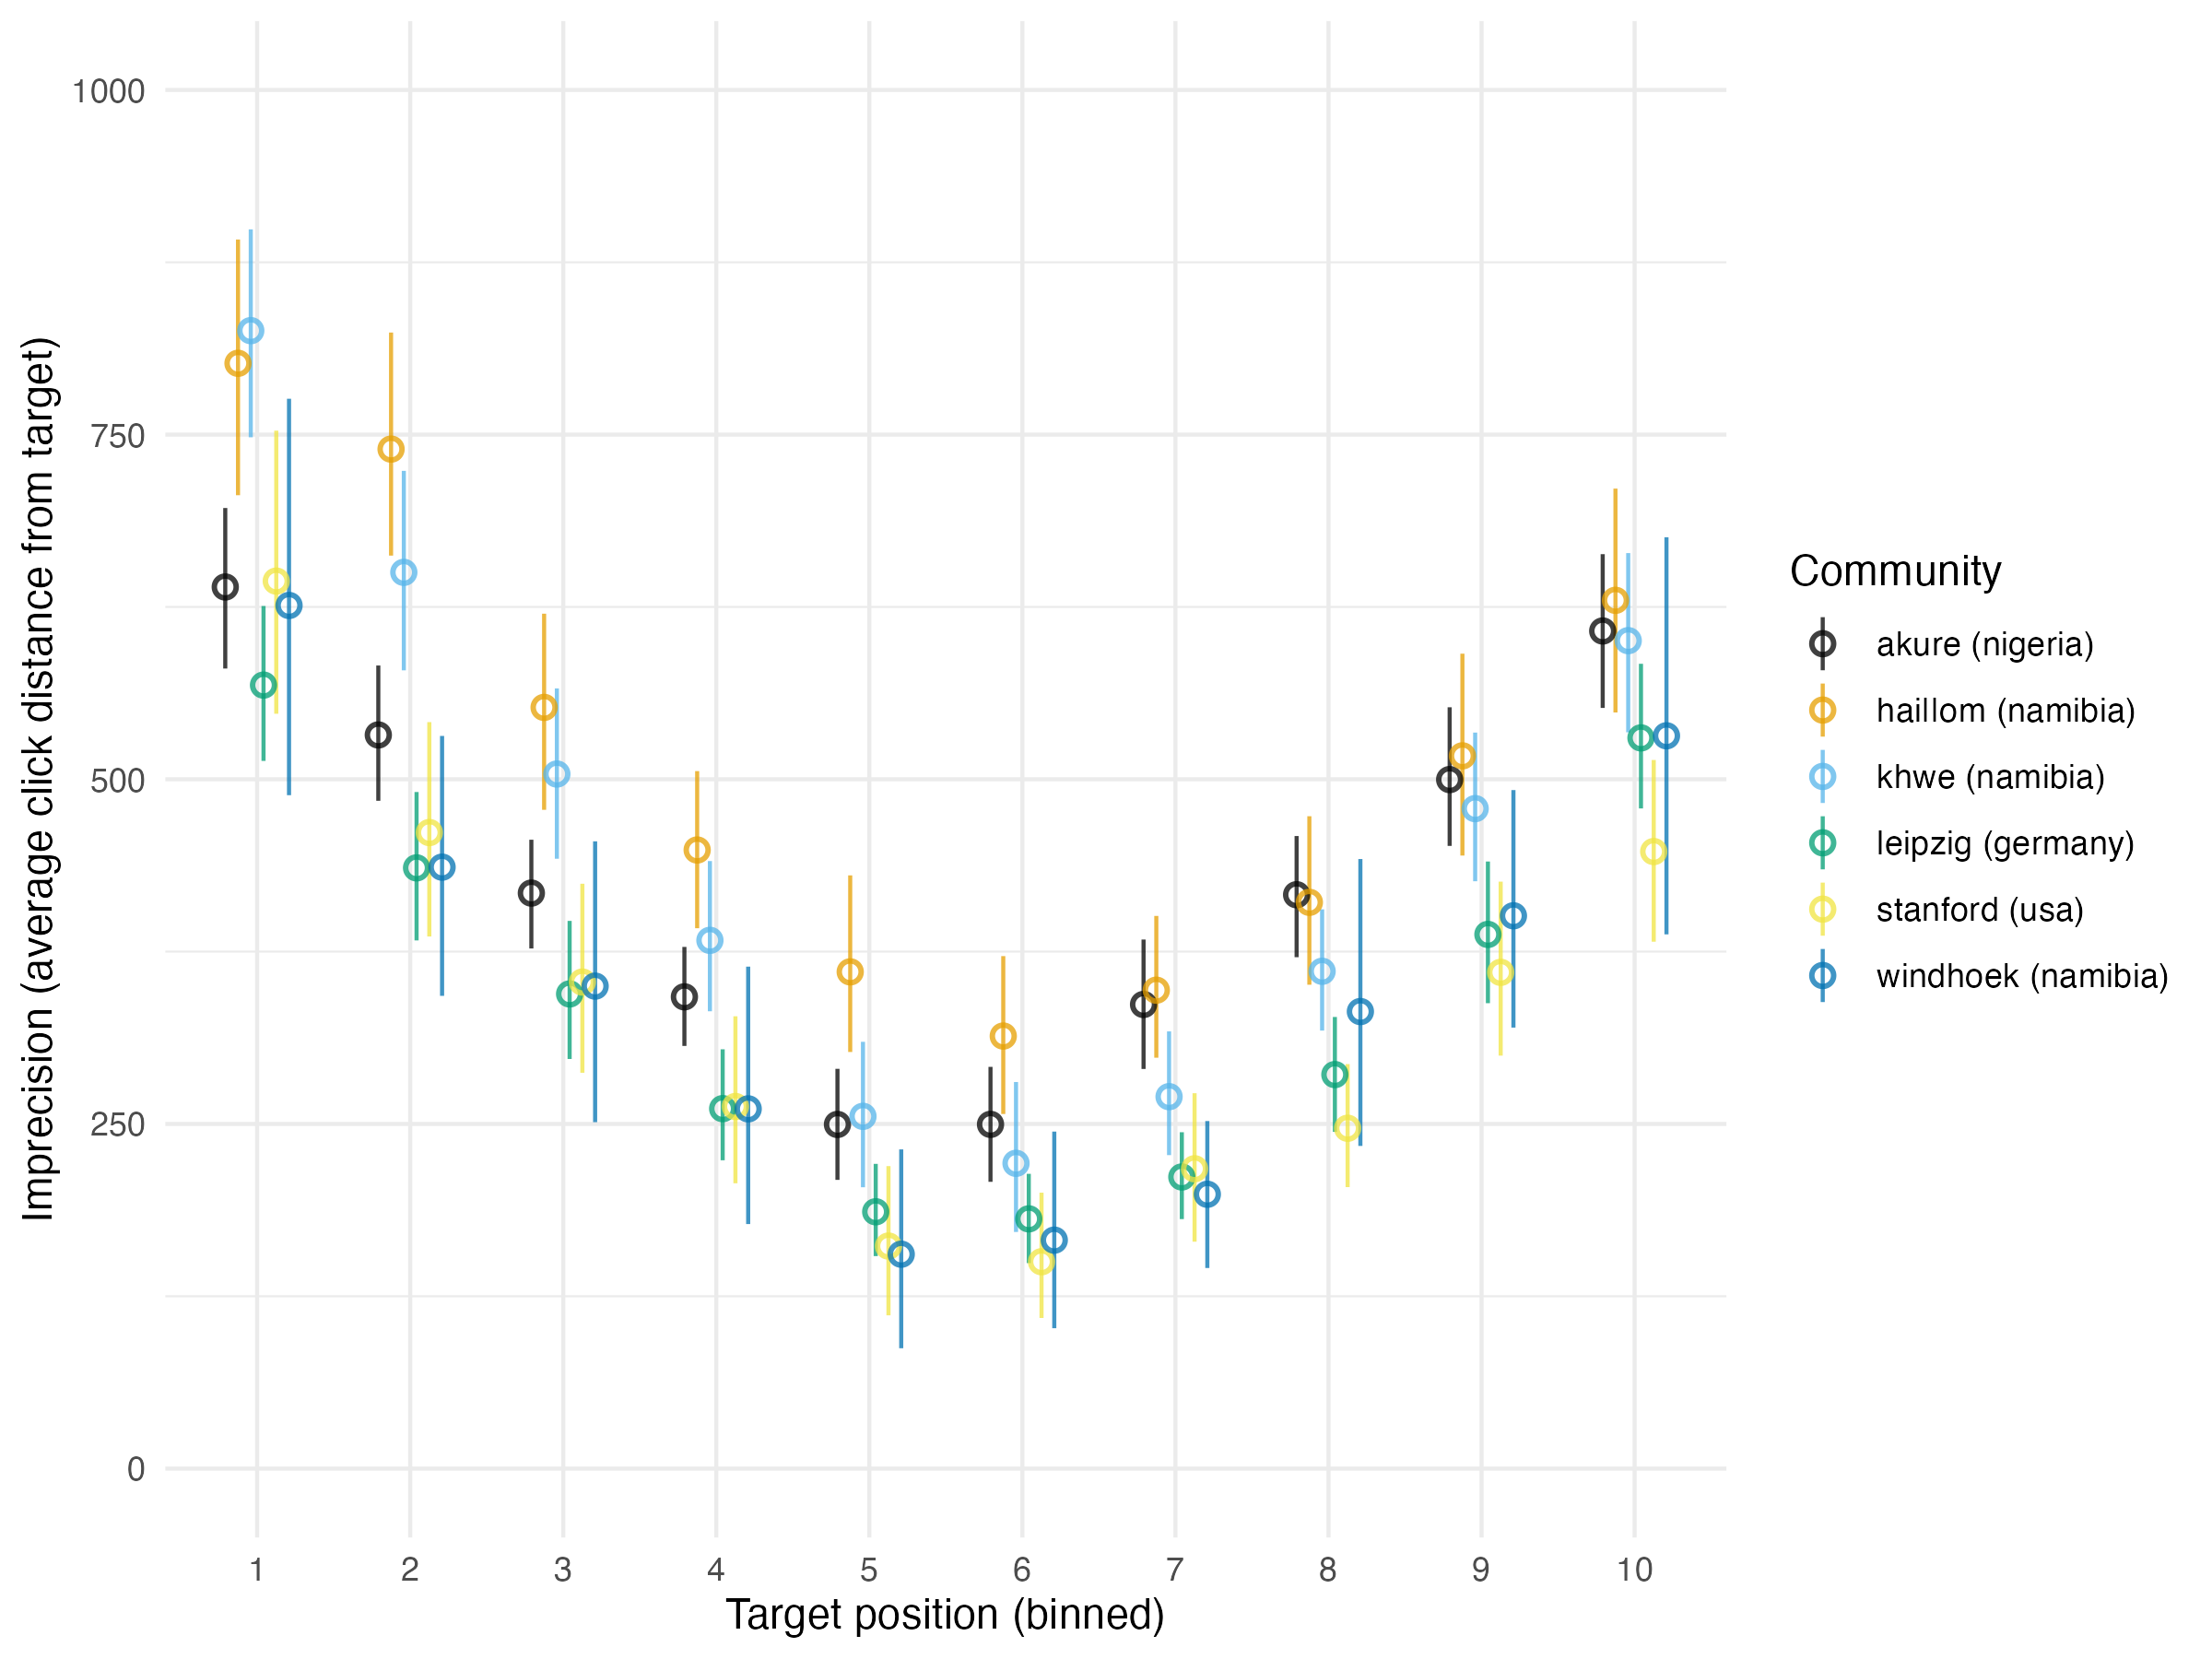 Imprecision (average click distance from target)
1000
750
500
250
0
1 2 3 4 5 6 7 8 9 10
Target position (binned)
Community
akure (nigeria)
haillom (namibia)
khwe (namibia)
leipzig (germany)
stanford (usa)
windhoek (namibia)